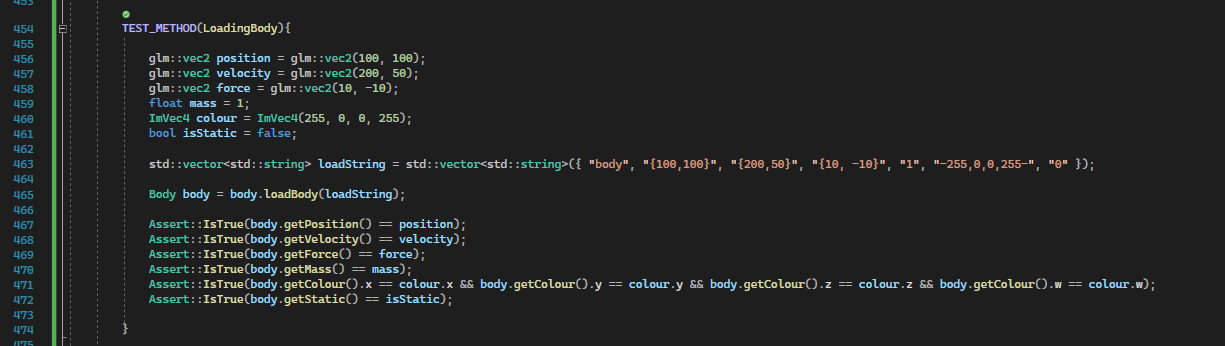 453
454 TEST_METHOD(LoadingBody){
455
456 glm::vec2 position = glm::vec2(100, 100);
457 glm::vec2 velocity = glm::vec2(200, 50);
458 glm::vec2 force = glm::vec2(10, -10);
459 float mass = 1;
460 ImVec4 colour = ImVec4(255, 0, 0, 255);
461 bool isStatic = false;
462
463 std::vector<std::string> loadString = std::vector<std::string>({ "body", "{100,100}", "{200,50}", "{10, -10}", "1", "-255,0,0,255-", "0" });
464
465 Body body = body.loadBody(loadString);
466
467 Assert::IsTrue(body.getPosition() == position);
468 Assert::IsTrue(body.getVelocity() == velocity);
469 Assert::IsTrue(body.getForce() == force);
470 Assert::IsTrue(body.getMass() == mass);
471 Assert::IsTrue(body.getColour().x == colour.x && body.getColour().y == colour.y && body.getColour().z == colour.z && body.getColour().w == colour.w);
472 Assert::IsTrue(body.getStatic() == isStatic);
473
474 }
475